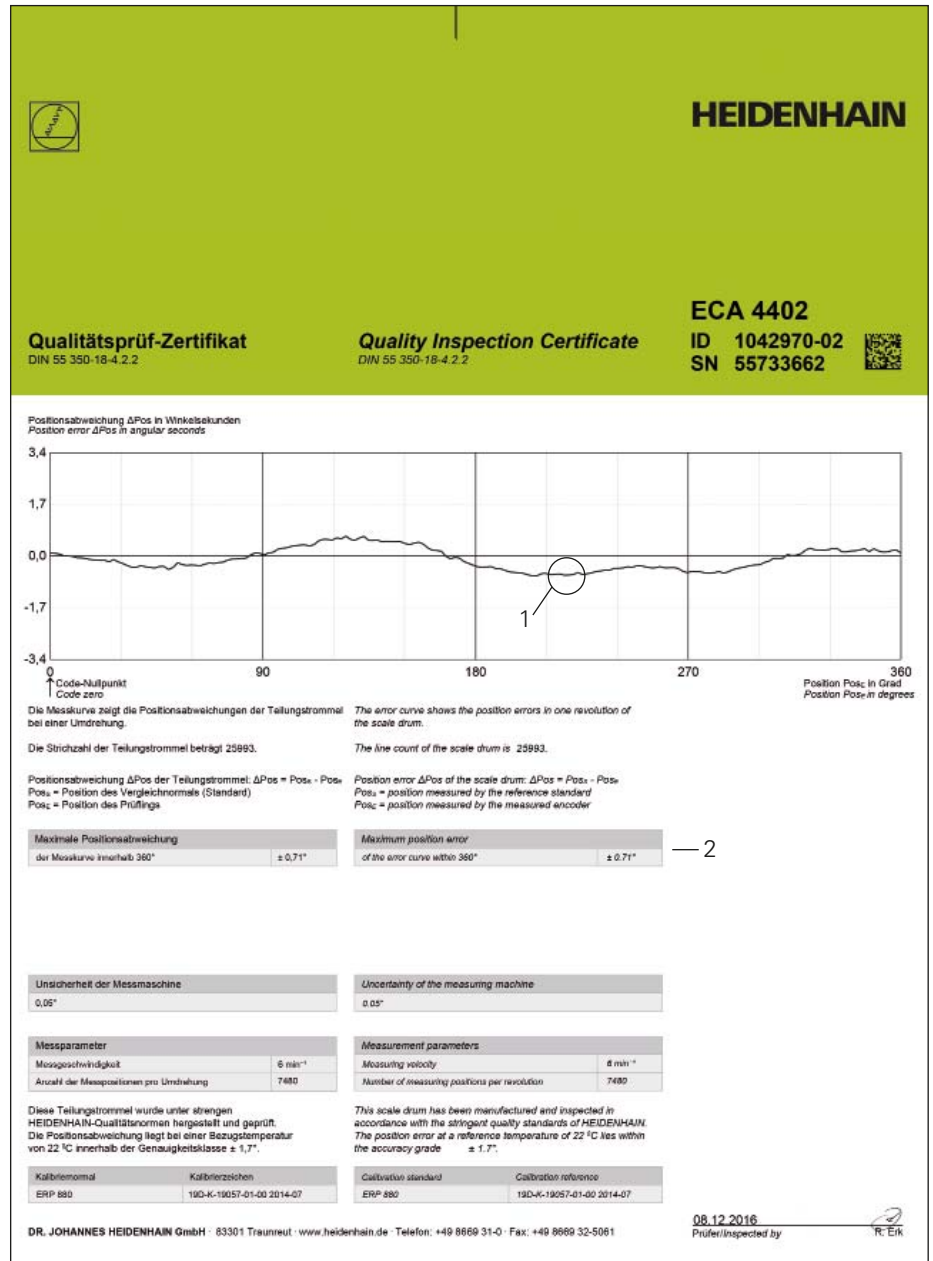 HEIDENHAIN
ECA 4402
Qualitätsprüf-Zertifikat
DIN 55 350-18-4.2.2
Quality Inspection Certificate
DIN 55 350-18-4.2.2
ID 1042970-02
SN 55733662
Positionsabweichung ΔPos in Winkelsekunden
Position error ΔPos in angular seconds
3,4
1,7
0,0
-1,7
-3,4
1
0
90
180
270
360
Code-Nullpunkt
Code zero
Position Posₑ in Grad
Position Posₑ in degrees
Die Messkurve zeigt die Positionsabweichungen der Teilungstrommel
bei einer Umdrehung.
The error curve shows the position errors in one revolution of
the scale drum.
Die Strichzahl der Teilungstrommel beträgt 25993.
The line count of the scale drum is 25993.
Positionsabweichung ΔPos der Teilungstrommel: ΔPos = Posₐ - Posₑ
Posₐ = Position des Vergleichnormals (Standard)
Posₑ = Position des Prüflings
Position error ΔPos of the scale drum: ΔPos = Posₐ - Posₑ
Posₐ = position measured by the reference standard
Posₑ = position measured by the measured encoder
Maximale Positionsabweichung
der Messkurve innerhalb 360° ± 0,71"
Maximum position error
of the error curve within 360° ± 0.71"
2
Unsicherheit der Messmaschine
0,05"
Uncertainty of the measuring machine
0.05"
Messparameter
Messgeschwindigkeit 6 min⁻¹
Anzahl der Messpositionen pro Umdrehung 7480
Measurement parameters
Measuring velocity 6 min⁻¹
Number of measuring positions per revolution 7480
Diese Teilungstrommel wurde unter strengen
HEIDENHAIN-Qualitätsnormen hergestellt und geprüft.
Die Positionsabweichung liegt bei einer Bezugstemperatur
von 22 °C innerhalb der Genauigkeitsklasse ± 1,7".
This scale drum has been manufactured and inspected in
accordance with the stringent quality standards of HEIDENHAIN.
The position error at a reference temperature of 22 °C lies within
the accuracy grade ± 1.7".
Kalibriernormal Kalibrierzeichen
ERP 880 19D-K-19057-01-00 2014-07
Calibration standard Calibration reference
ERP 880 19D-K-19057-01-00 2014-07
DR. JOHANNES HEIDENHAIN GmbH · 83301 Traunreut · www.heidenhain.de · Telefon: +49 8669 31-0 · Fax: +49 8669 32-5061
08.12.2016
Prüfer/Inspected by R. Erk